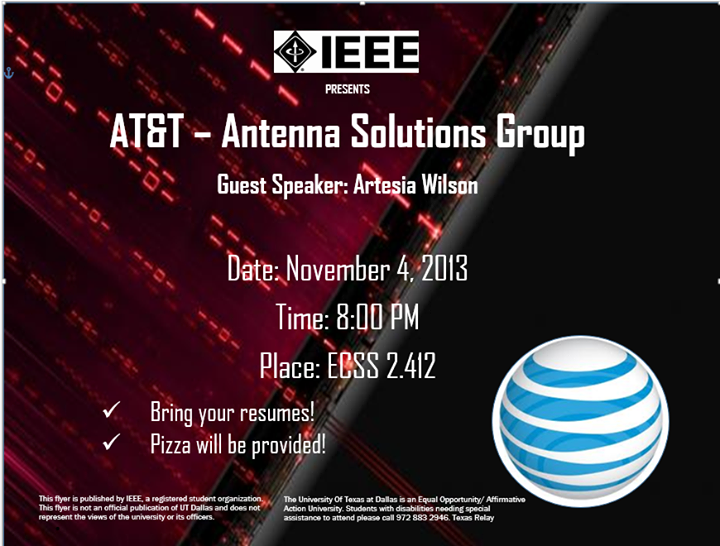 IEEE
PRESENTS
AT&T – Antenna Solutions Group
Guest Speaker: Artesia Wilson
Date: November 4, 2013
Time: 8:00 PM
Place: ECSS 2.412
✓ Bring your resumes!
✓ Pizza will be provided!
This flyer is published by IEEE, a registered student organization.
This flyer is not an official publication of UT Dallas and does not
represent the views of the university or its officers.
The University Of Texas at Dallas is an Equal Opportunity/ Affirmative
Action University. Students with disabilities needing special
assistance to attend please call 972 883 2946. Texas Relay